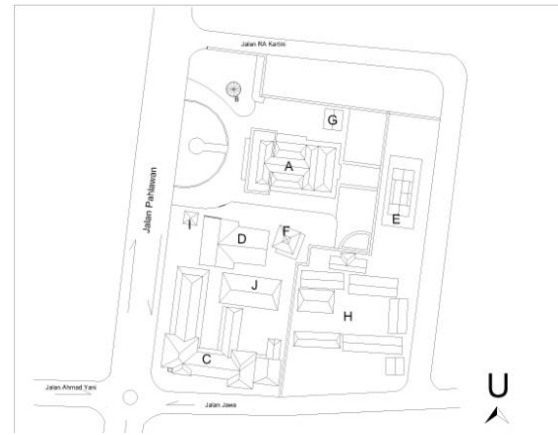 Jalan RA Kartini
B
G
A
Jalan Pahlawan
E
I
D
F
J
H
C
U
Jalan Ahmad Yani
Jalan Jawa